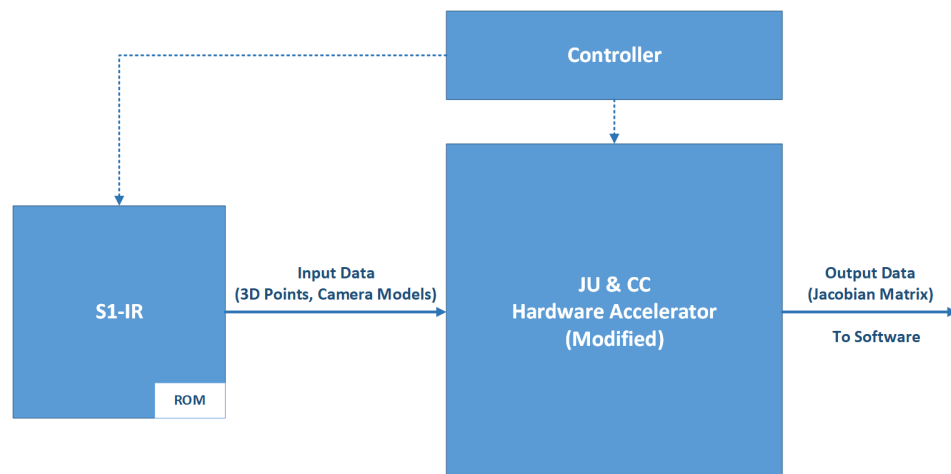 Controller
S1-IR
ROM
Input Data
(3D Points, Camera Models)
JU & CC
Hardware Accelerator
(Modified)
Output Data
(Jacobian Matrix)
To Software